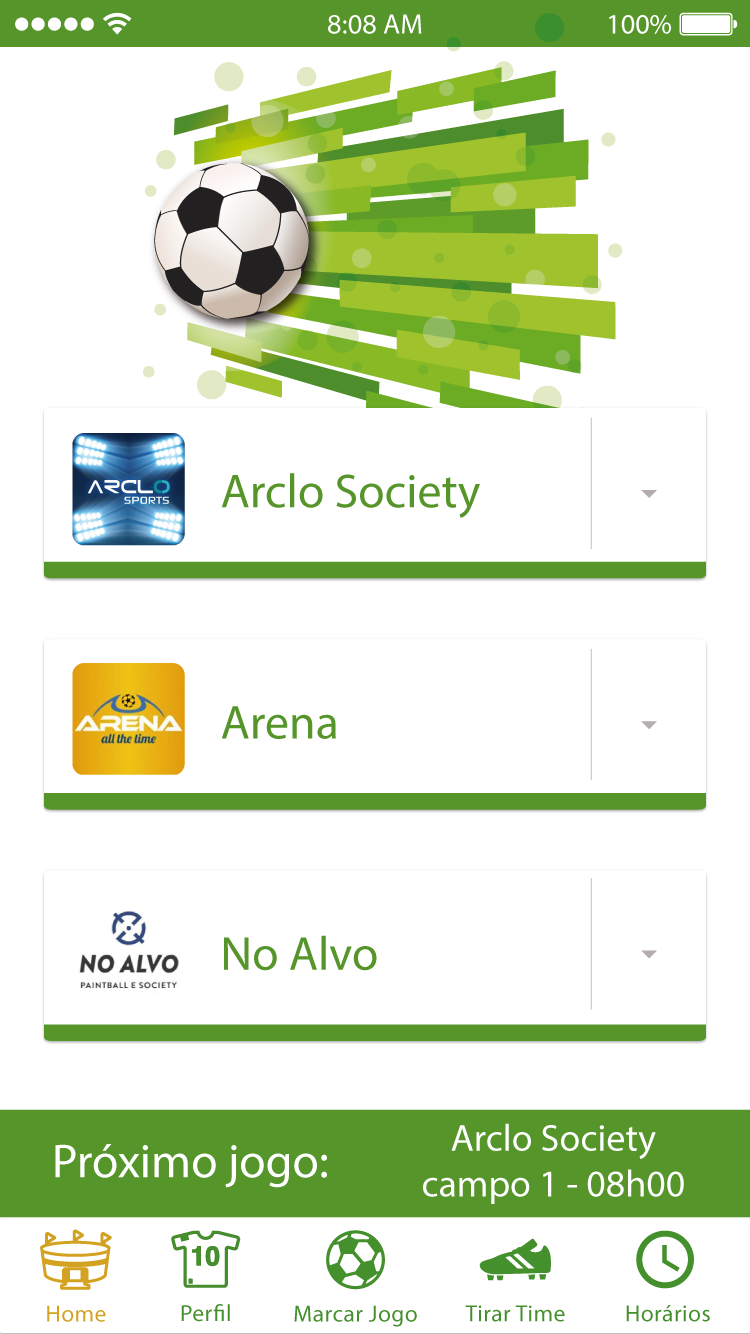 8:08 AM
100%
ARCLO
SPORTS
Arclo Society
ARENA
all the time
Arena
NO ALVO
PAINTBALL E SOCIETY
No Alvo
Próximo jogo:
Arclo Society
campo 1 - 08h00
10
Home
Perfil
Marcar Jogo
Tirar Time
Horários